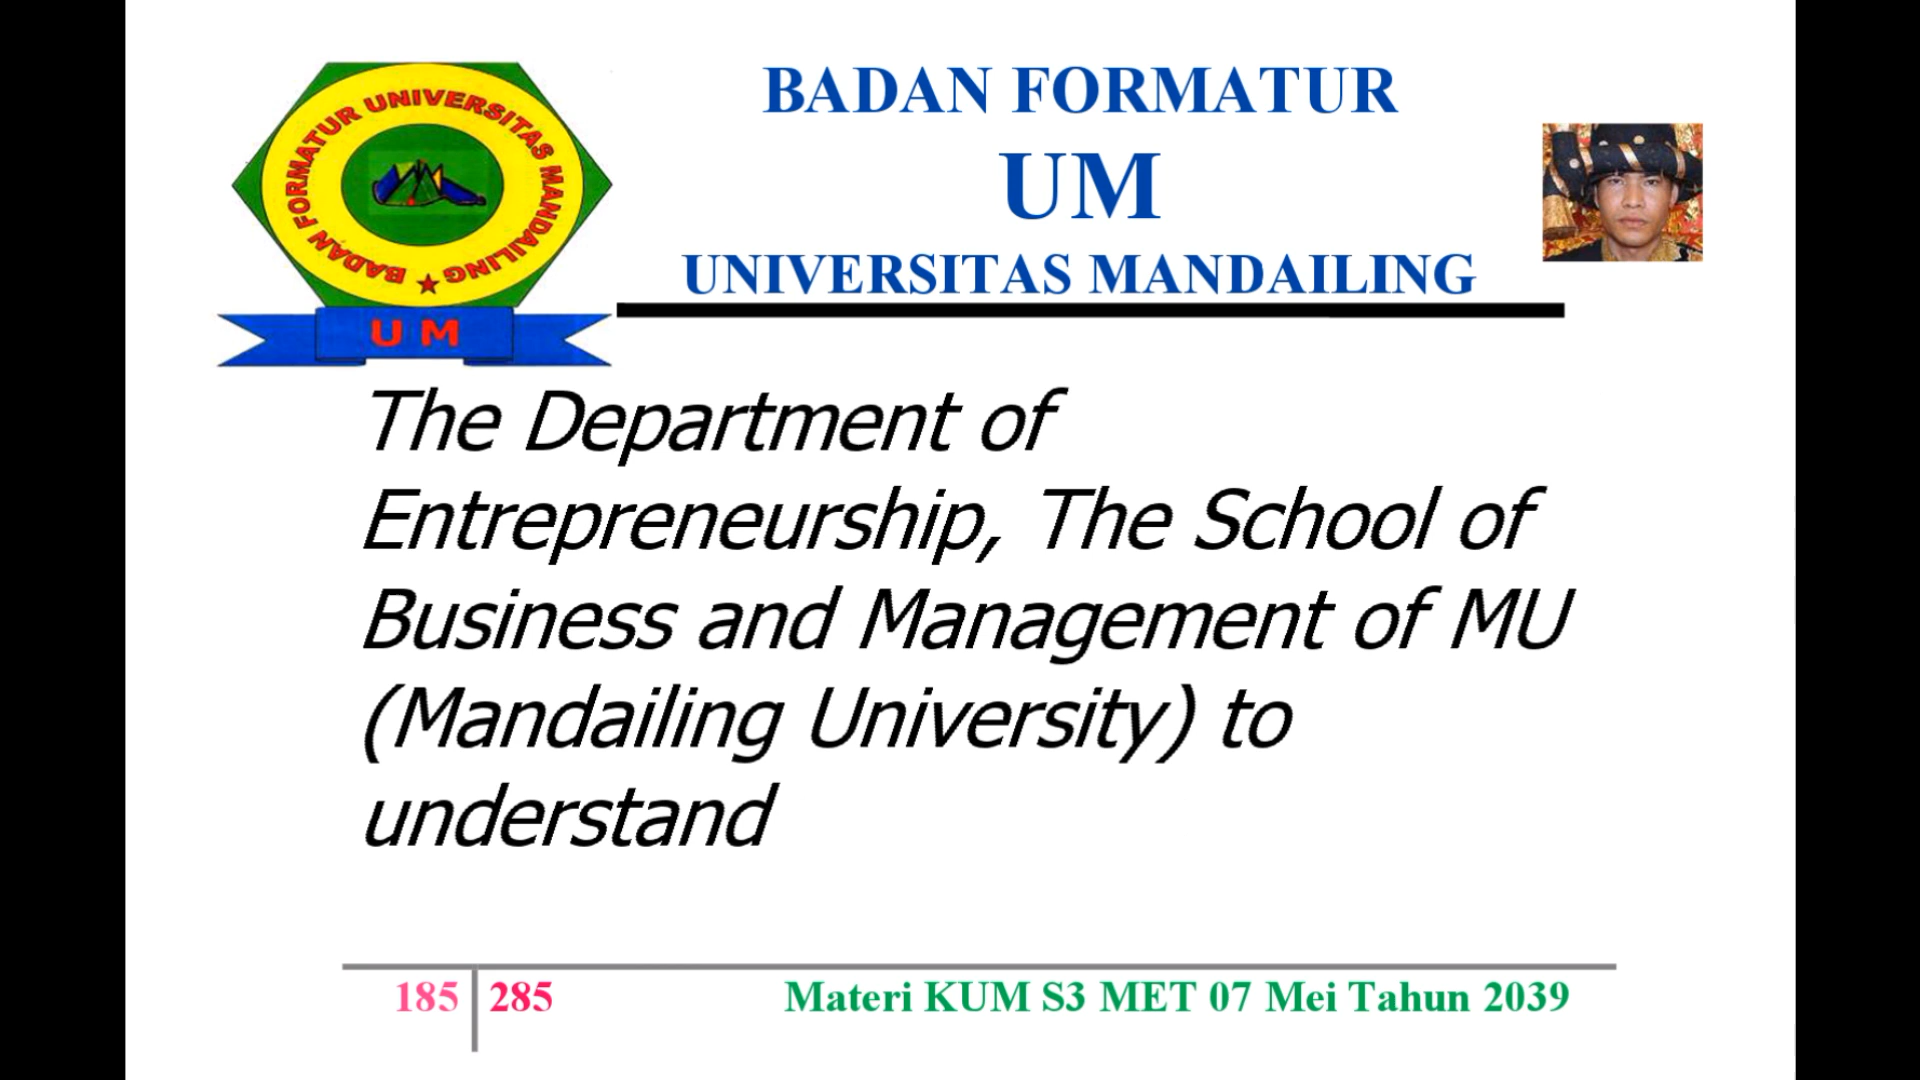 BADAN FORMATUR UNIVERSITAS MANDAILING
U M
BADAN FORMATUR
UM
UNIVERSITAS MANDAILING
The Department of
Entrepreneurship, The School of
Business and Management of MU
(Mandailing University) to
understand
185 285
Materi KUM S3 MET 07 Mei Tahun 2039